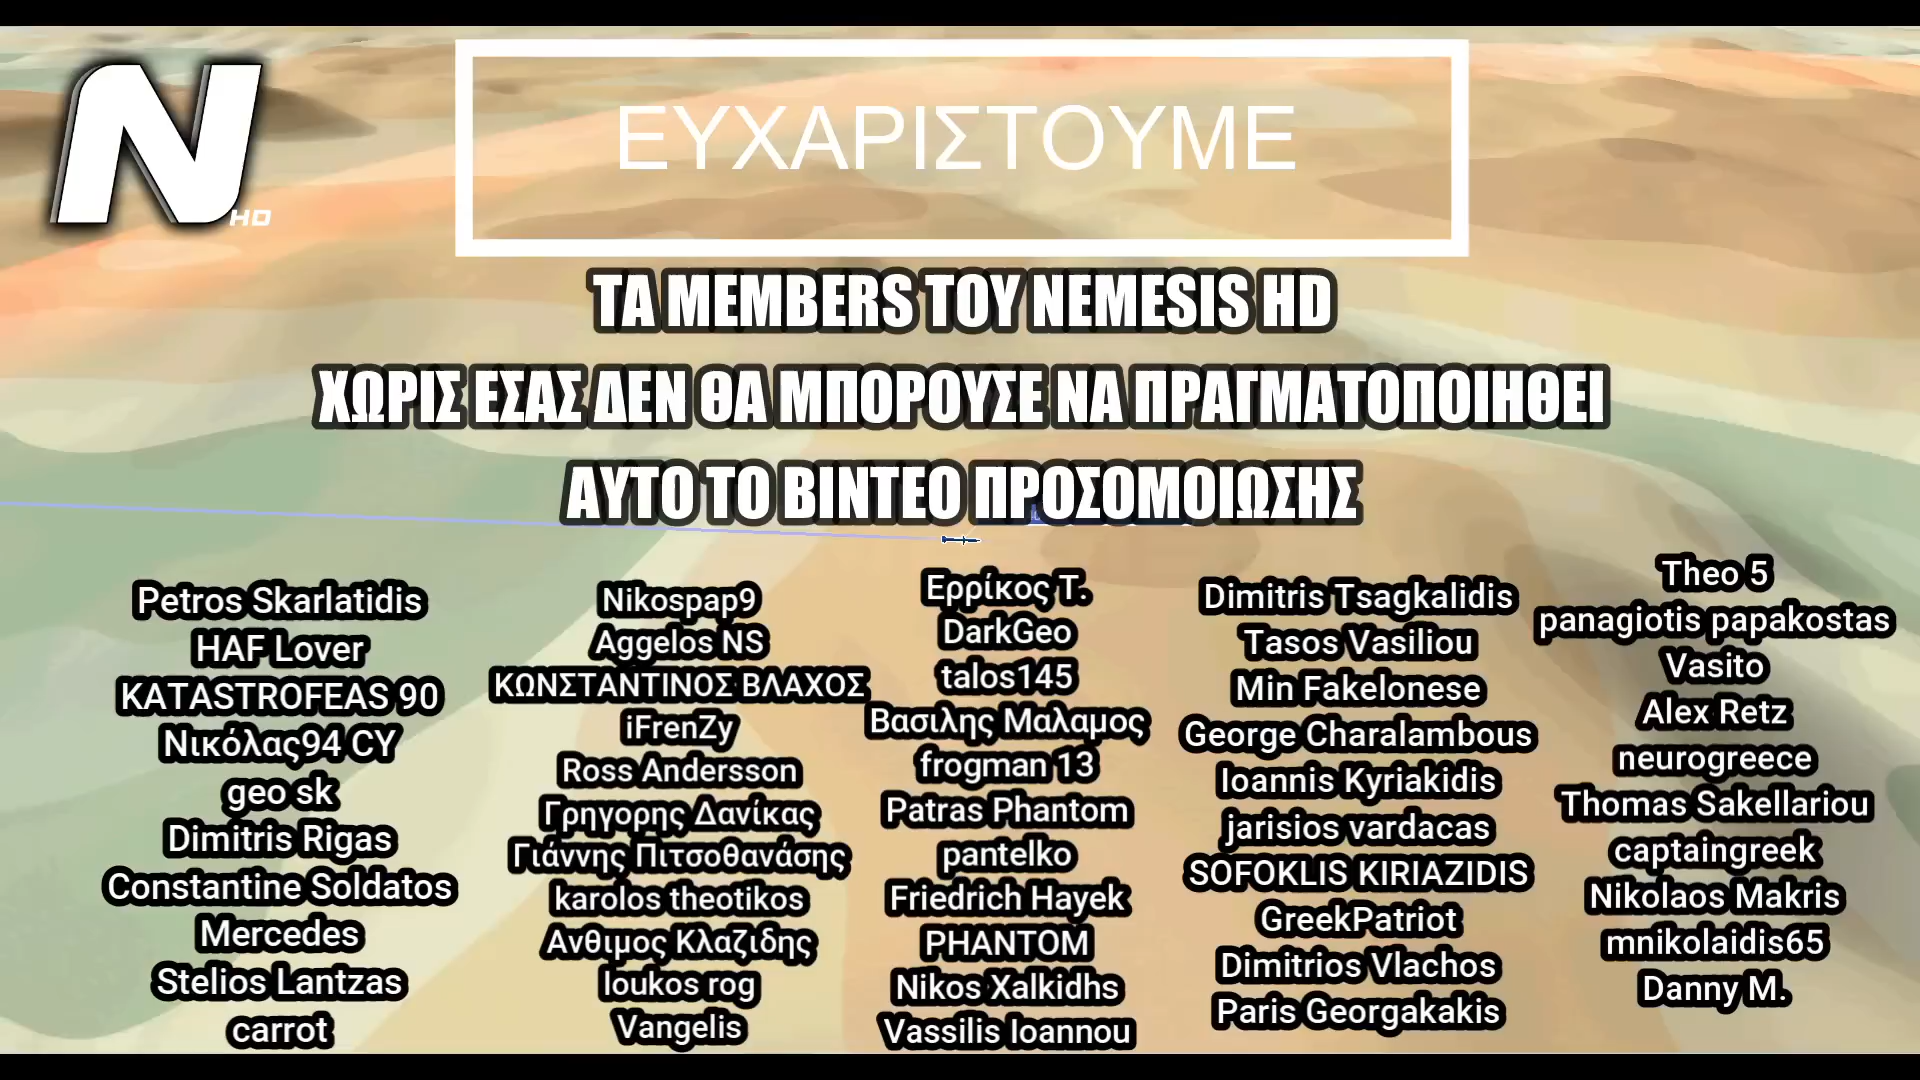 N
HD
ΕΥΧΑΡΙΣΤΟΥΜΕ
ΤΑ MEMBERS ΤΟΥ NEMESIS HD
ΧΩΡΙΣ ΕΣΑΣ ΔΕΝ ΘΑ ΜΠΟΡΟΥΣΕ ΝΑ ΠΡΑΓΜΑΤΟΠΟΙΗΘΕΙ
ΑΥΤΟ ΤΟ ΒΙΝΤΕΟ ΠΡΟΣΟΜΟΙΩΣΗΣ
Petros Skarlatidis
HAF Lover
KATASTROFEAS 90
Νικόλας94 CY
geo sk
Dimitris Rigas
Constantine Soldatos
Mercedes
Stelios Lantzas
carrot
Nikospap9
Aggelos NS
ΚΩΝΣΤΑΝΤΙΝΟΣ ΒΛΑΧΟΣ
iFrenZy
Ross Andersson
Γρηγορης Δανίκας
Γιάννης Πιτσοθανάσης
karolos theotikos
Ανθιμος Κλαζιδης
loukos rog
Vangelis
Ερρίκος Τ.
DarkGeo
talos145
Βασιλης Μαλαμος
frogman 13
Patras Phantom
pantelko
Friedrich Hayek
PHANTOM
Nikos Xalkidhs
Vassilis Ioannou
Dimitris Tsagkalidis
Tasos Vasiliou
Min Fakelonese
George Charalambous
Ioannis Kyriakidis
jarisios vardacas
SOFOKLIS KIRIAZIDIS
GreekPatriot
Dimitrios Vlachos
Paris Georgakakis
Theo 5
panagiotis papakostas
Vasito
Alex Retz
neurogreece
Thomas Sakellariou
captaingreek
Nikolaos Makris
mnikolaidis65
Danny M.